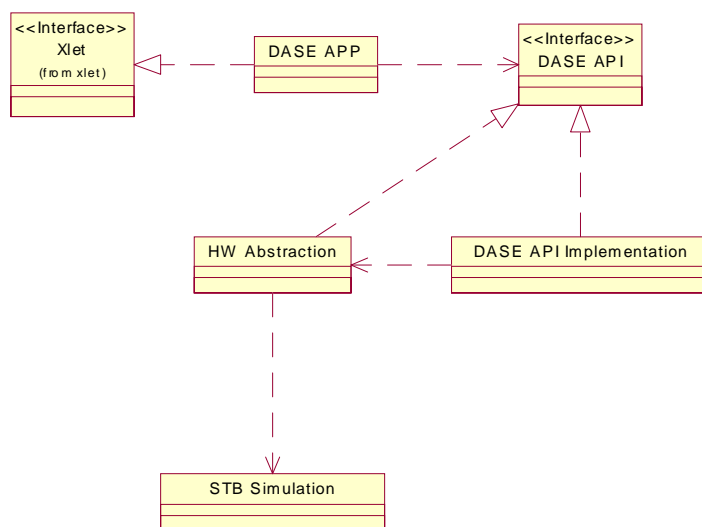 <<Interface>>
Xlet
(from xlet)
DASE APP
<<Interface>>
DASE API
HW Abstraction
DASE API Implementation
STB Simulation